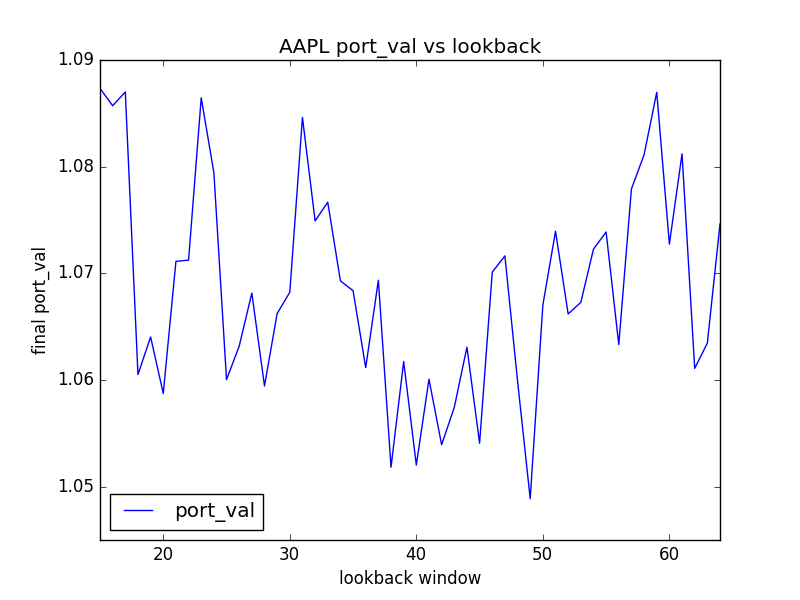 AAPL port_val vs lookback
1.09
1.08
1.07
1.06
1.05
final port_val
port_val
20 30 40 50 60
lookback window